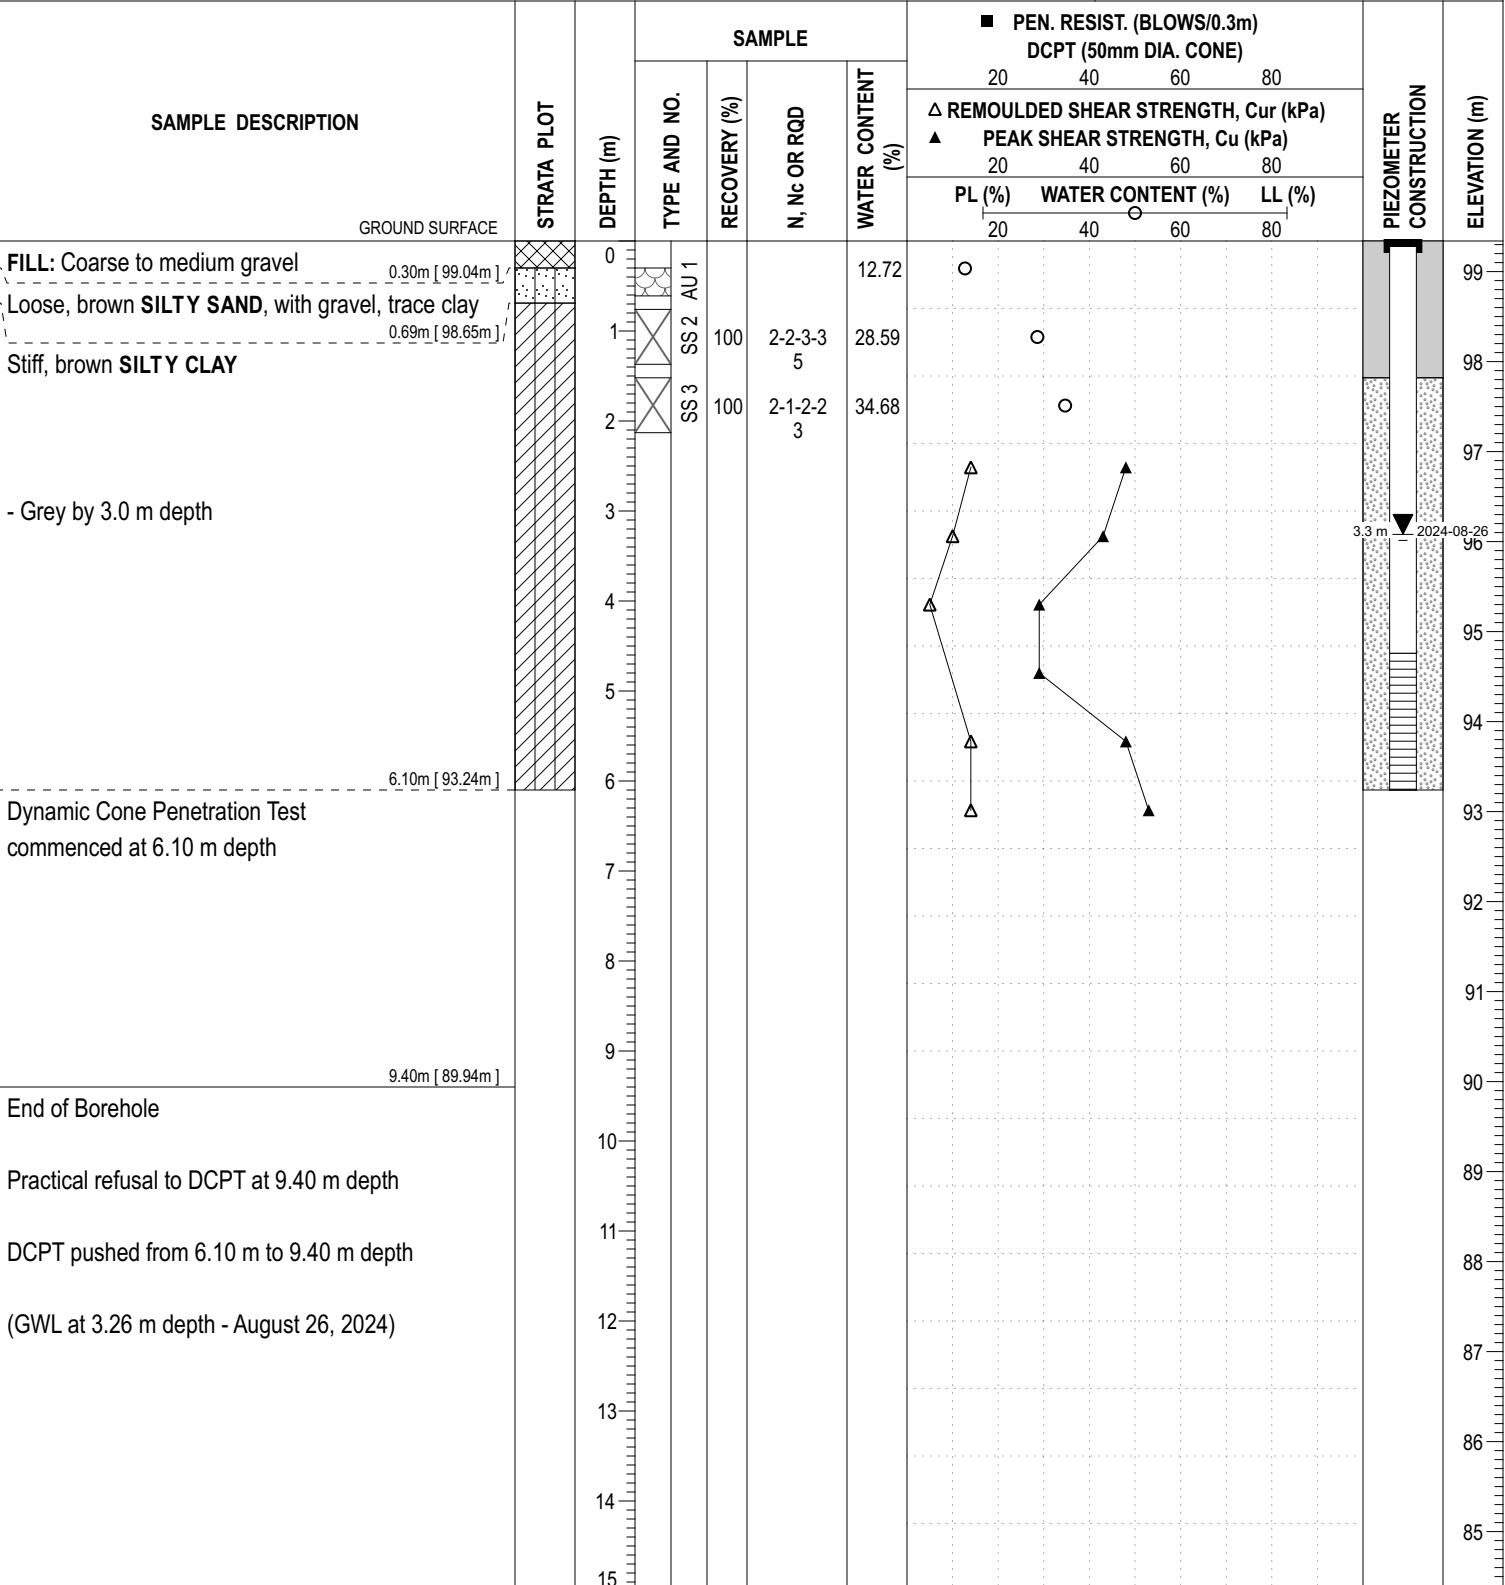 SAMPLE DESCRIPTION
GROUND SURFACE
STRATA PLOT
DEPTH (m)
SAMPLE
TYPE AND NO.
RECOVERY (%)
N, Nc OR RQD
WATER CONTENT (%)
■ PEN. RESIST. (BLOWS/0.3m)
DCPT (50mm DIA. CONE)
20 40 60 80
△ REMOULDED SHEAR STRENGTH, Cur (kPa)
▲ PEAK SHEAR STRENGTH, Cu (kPa)
20 40 60 80
PL (%) WATER CONTENT (%) LL (%)
20 40 60 80
PIEZOMETER CONSTRUCTION
ELEVATION (m)
FILL: Coarse to medium gravel
0.30m [ 99.04m ]
Loose, brown SILTY SAND, with gravel, trace clay
0.69m [ 98.65m ]
Stiff, brown SILTY CLAY
- Grey by 3.0 m depth
6.10m [ 93.24m ]
Dynamic Cone Penetration Test
commenced at 6.10 m depth
9.40m [ 89.94m ]
End of Borehole
Practical refusal to DCPT at 9.40 m depth
DCPT pushed from 6.10 m to 9.40 m depth
(GWL at 3.26 m depth - August 26, 2024)
0
1
2
3
4
5
6
7
8
9
10
11
12
13
14
15
AU 1
12.72
SS 2
100
2-2-3-3
5
28.59
SS 3
100
2-1-2-2
3
34.68
3.3 m
2024-08-26
99
98
97
96
95
94
93
92
91
90
89
88
87
86
85